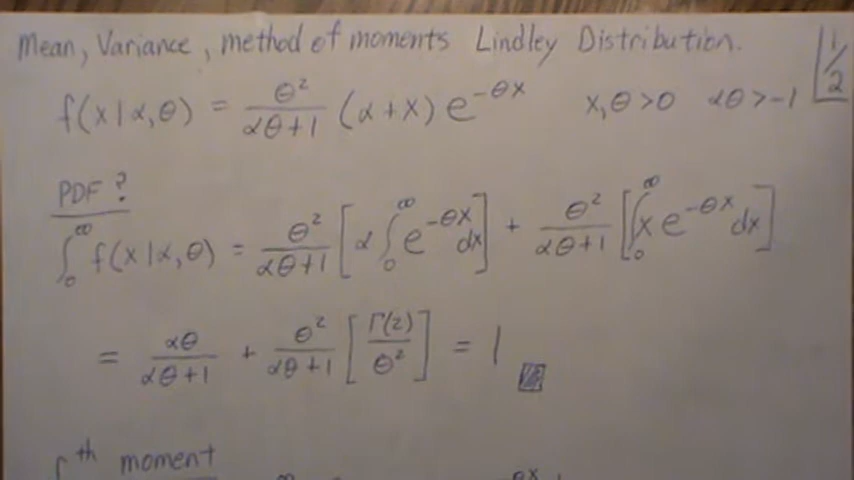 Mean, Variance, method of moments Lindley Distribution.
1/2
f(x|α,θ) = θ²/(αθ+1) (α+x) e^{-θx}   x,θ>0   αθ>-1
PDF?
∫₀^∞ f(x|α,θ) = θ²/(αθ+1) [α ∫₀^∞ e^{-θx} dx] + θ²/(αθ+1) [∫₀^∞ x e^{-θx} dx]
= αθ/(αθ+1) + θ²/(αθ+1) [Γ(2)/θ²] = 1
r^th moment